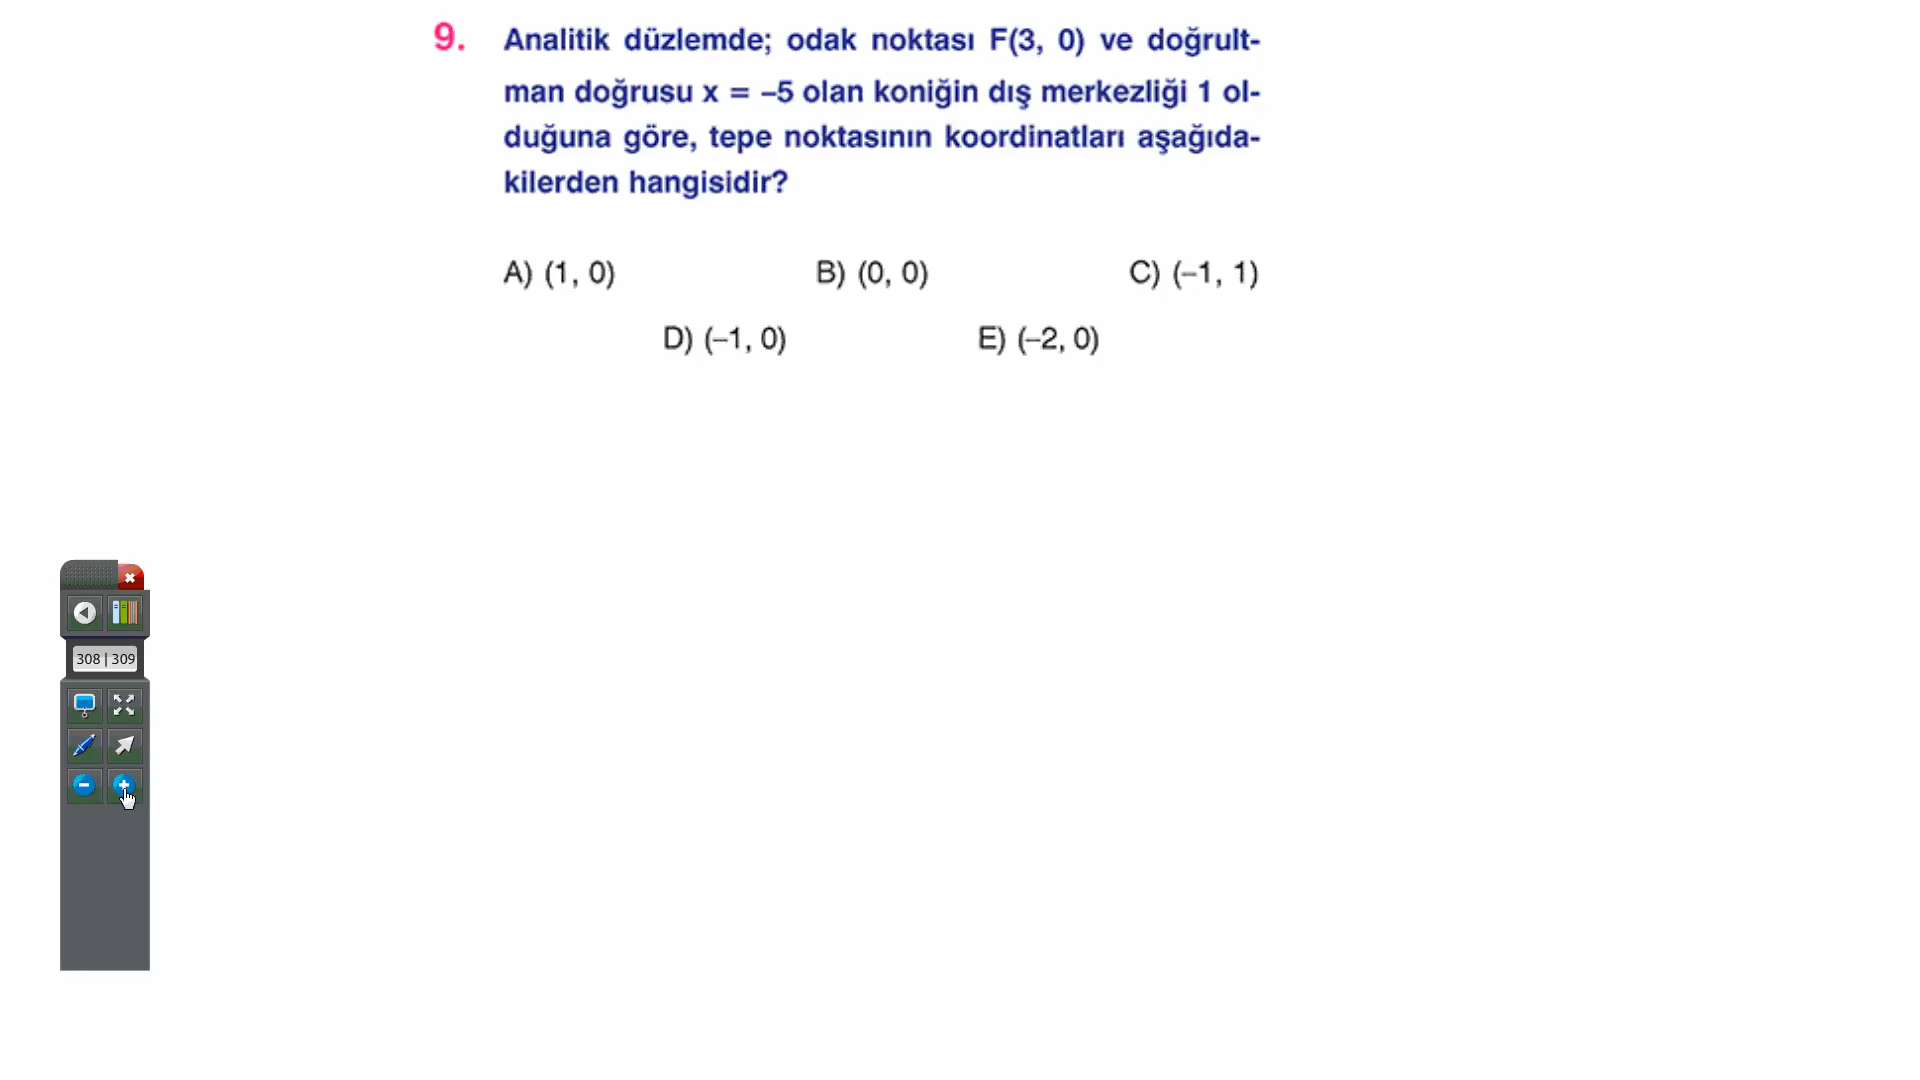 9. Analitik düzlemde; odak noktası F(3, 0) ve doğrult-
man doğrusu x = –5 olan koniğin dış merkezliği 1 ol-
duğuna göre, tepe noktasının koordinatları aşağıda-
kilerden hangisidir?
A) (1, 0) B) (0, 0) C) (–1, 1)
D) (–1, 0) E) (–2, 0)
308 | 309